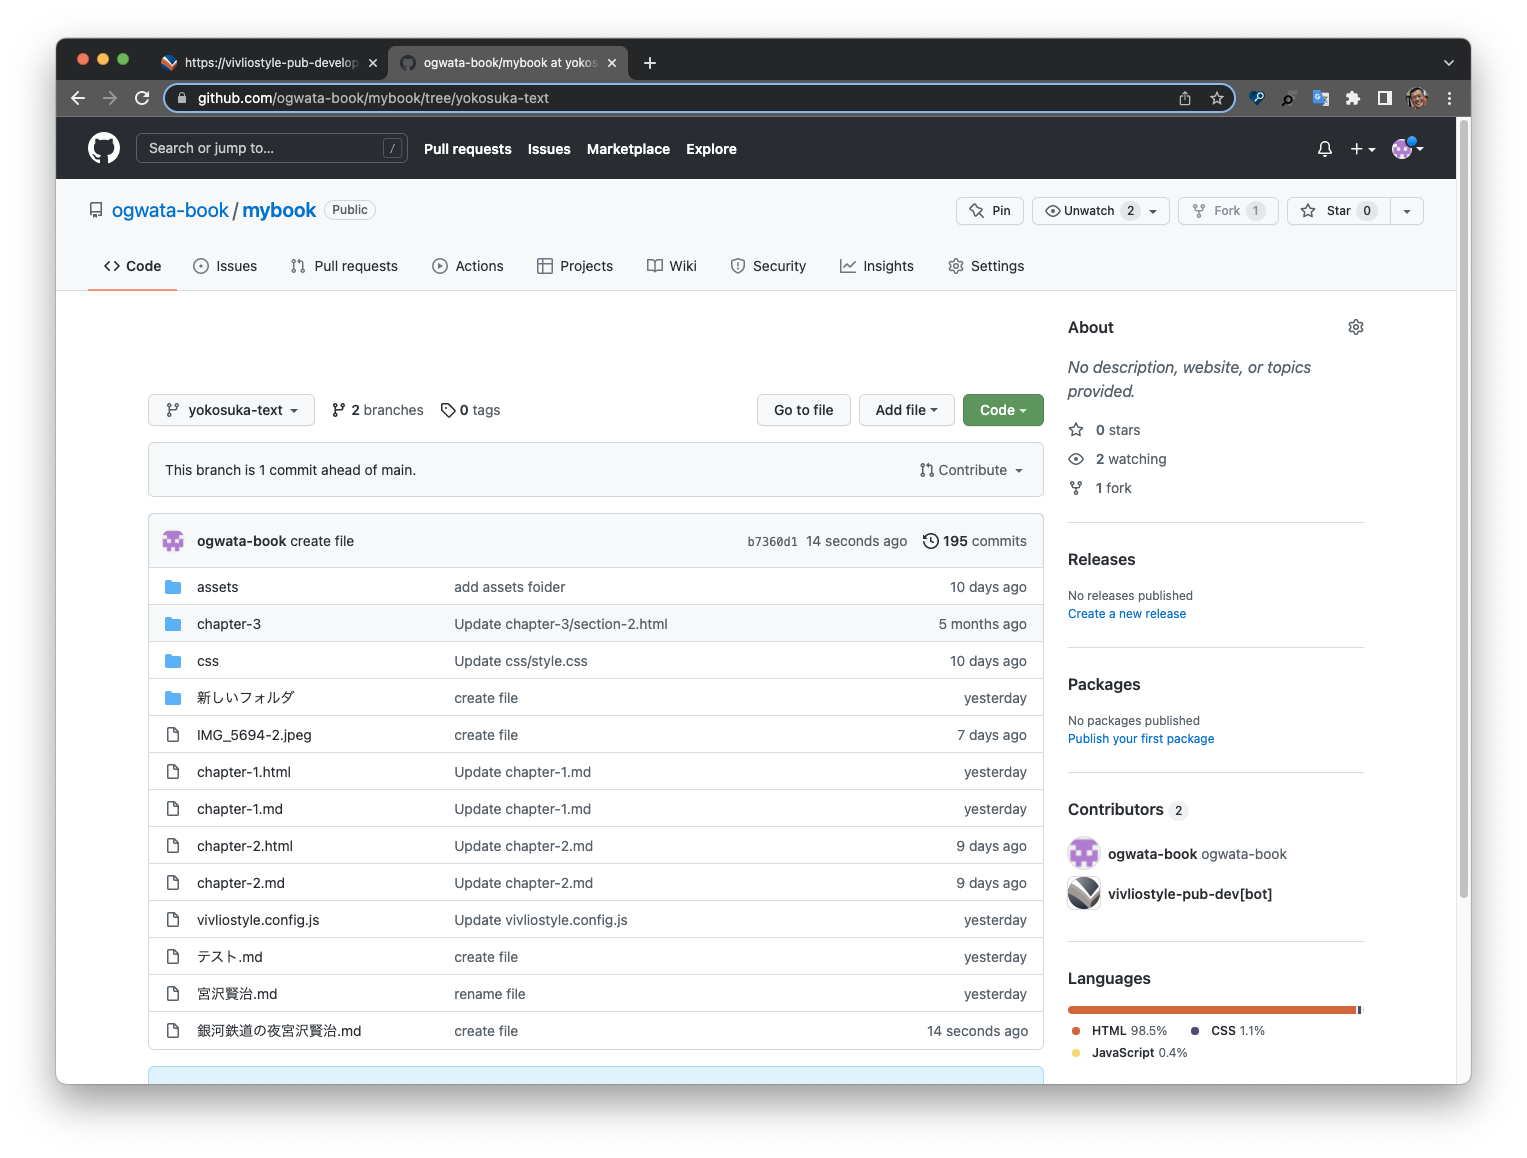 https://vivliostyle-pub-develop
ogwata-book/mybook at yokos
github.com/ogwata-book/mybook/tree/yokosuka-text
Search or jump to... /
Pull requests Issues Marketplace Explore
ogwata-book / mybook Public
Pin
Unwatch 2
Fork 1
Star 0
Code Issues Pull requests Actions Projects Wiki Security Insights Settings
yokosuka-text
2 branches
0 tags
Go to file
Add file
Code
This branch is 1 commit ahead of main.
Contribute
ogwata-book create file b7360d1 14 seconds ago 195 commits
assets add assets foider 10 days ago
chapter-3 Update chapter-3/section-2.html 5 months ago
css Update css/style.css 10 days ago
新しいフォルダ create file yesterday
IMG_5694-2.jpeg create file 7 days ago
chapter-1.html Update chapter-1.md yesterday
chapter-1.md Update chapter-1.md yesterday
chapter-2.html Update chapter-2.md 9 days ago
chapter-2.md Update chapter-2.md 9 days ago
vivliostyle.config.js Update vivliostyle.config.js yesterday
テスト.md create file yesterday
宮沢賢治.md rename file yesterday
銀河鉄道の夜宮沢賢治.md create file 14 seconds ago
About
No description, website, or topics
provided.
0 stars
2 watching
1 fork
Releases
No releases published
Create a new release
Packages
No packages published
Publish your first package
Contributors 2
ogwata-book ogwata-book
vivliostyle-pub-dev[bot]
Languages
HTML 98.5% CSS 1.1%
JavaScript 0.4%